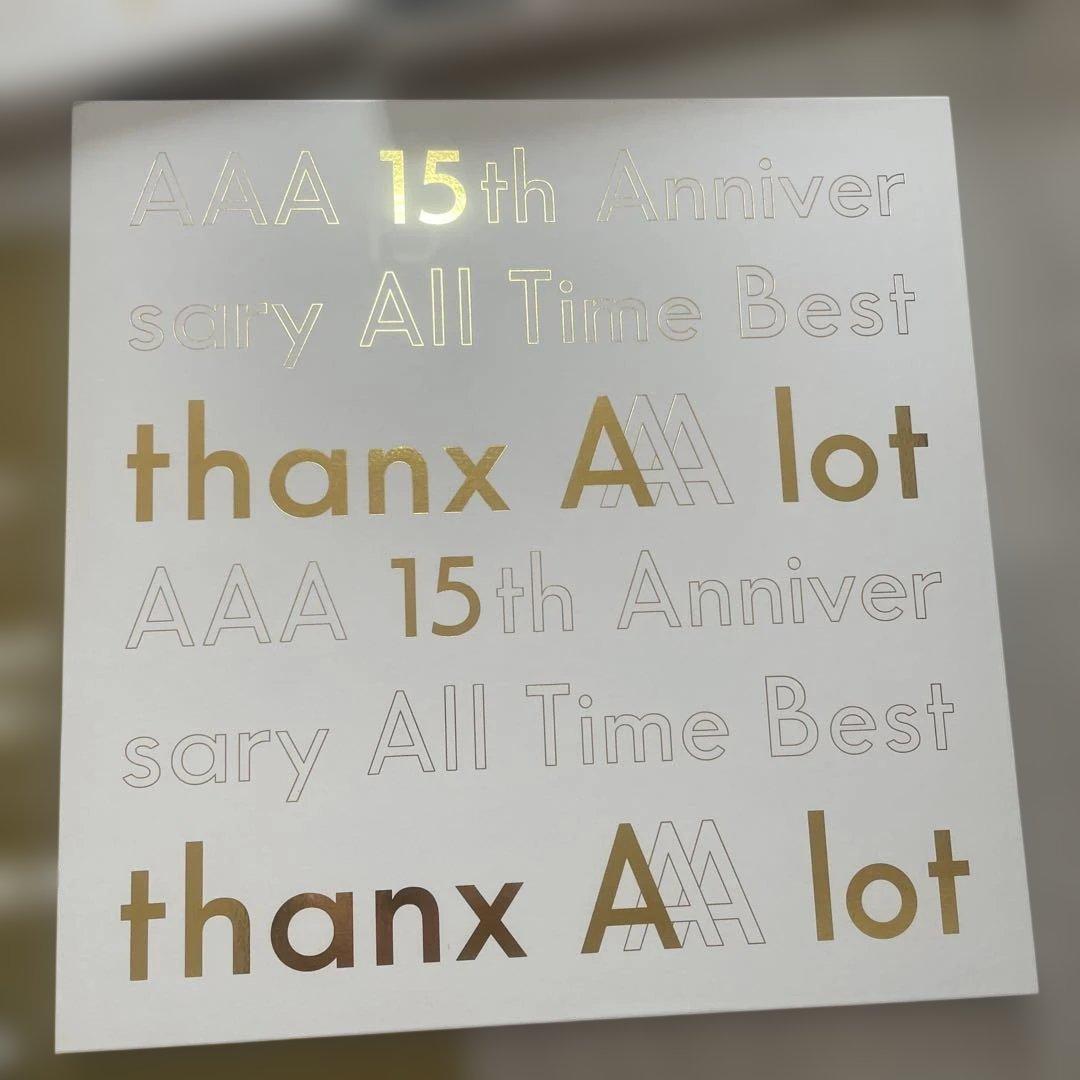 AAA 15th Anniver
sary All Time Best
thanx AAA lot
AAA 15th Anniver
sary All Time Best
thanx AAA lot